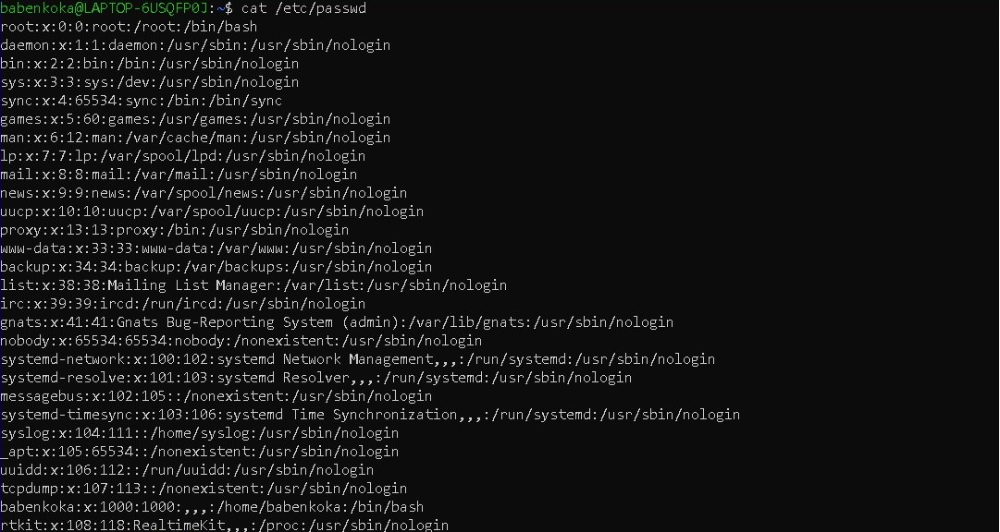 babenkoka@LAPTOP-6USQFP0J:~$ cat /etc/passwd
root:x:0:0:root:/root:/bin/bash
daemon:x:1:1:daemon:/usr/sbin:/usr/sbin/nologin
bin:x:2:2:bin:/bin:/usr/sbin/nologin
sys:x:3:3:sys:/dev:/usr/sbin/nologin
sync:x:4:65534:sync:/bin:/bin/sync
games:x:5:60:games:/usr/games:/usr/sbin/nologin
man:x:6:12:man:/var/cache/man:/usr/sbin/nologin
lp:x:7:7:lp:/var/spool/lpd:/usr/sbin/nologin
mail:x:8:8:mail:/var/mail:/usr/sbin/nologin
news:x:9:9:news:/var/spool/news:/usr/sbin/nologin
uucp:x:10:10:uucp:/var/spool/uucp:/usr/sbin/nologin
proxy:x:13:13:proxy:/bin:/usr/sbin/nologin
www-data:x:33:33:www-data:/var/www:/usr/sbin/nologin
backup:x:34:34:backup:/var/backups:/usr/sbin/nologin
list:x:38:38:Mailing List Manager:/var/list:/usr/sbin/nologin
irc:x:39:39:ircd:/run/ircd:/usr/sbin/nologin
gnats:x:41:41:Gnats Bug-Reporting System (admin):/var/lib/gnats:/usr/sbin/nologin
nobody:x:65534:65534:nobody:/nonexistent:/usr/sbin/nologin
systemd-network:x:100:102:systemd Network Management,,,:/run/systemd:/usr/sbin/nologin
systemd-resolve:x:101:103:systemd Resolver,,,:/run/systemd:/usr/sbin/nologin
messagebus:x:102:105::/nonexistent:/usr/sbin/nologin
systemd-timesync:x:103:106:systemd Time Synchronization,,,:/run/systemd:/usr/sbin/nologin
syslog:x:104:111::/home/syslog:/usr/sbin/nologin
_apt:x:105:65534::/nonexistent:/usr/sbin/nologin
uuidd:x:106:112::/run/uuidd:/usr/sbin/nologin
tcpdump:x:107:113::/nonexistent:/usr/sbin/nologin
babenkoka:x:1000:1000:,,,:/home/babenkoka:/bin/bash
rtkit:x:108:118:RealtimeKit,,,:/proc:/usr/sbin/nologin